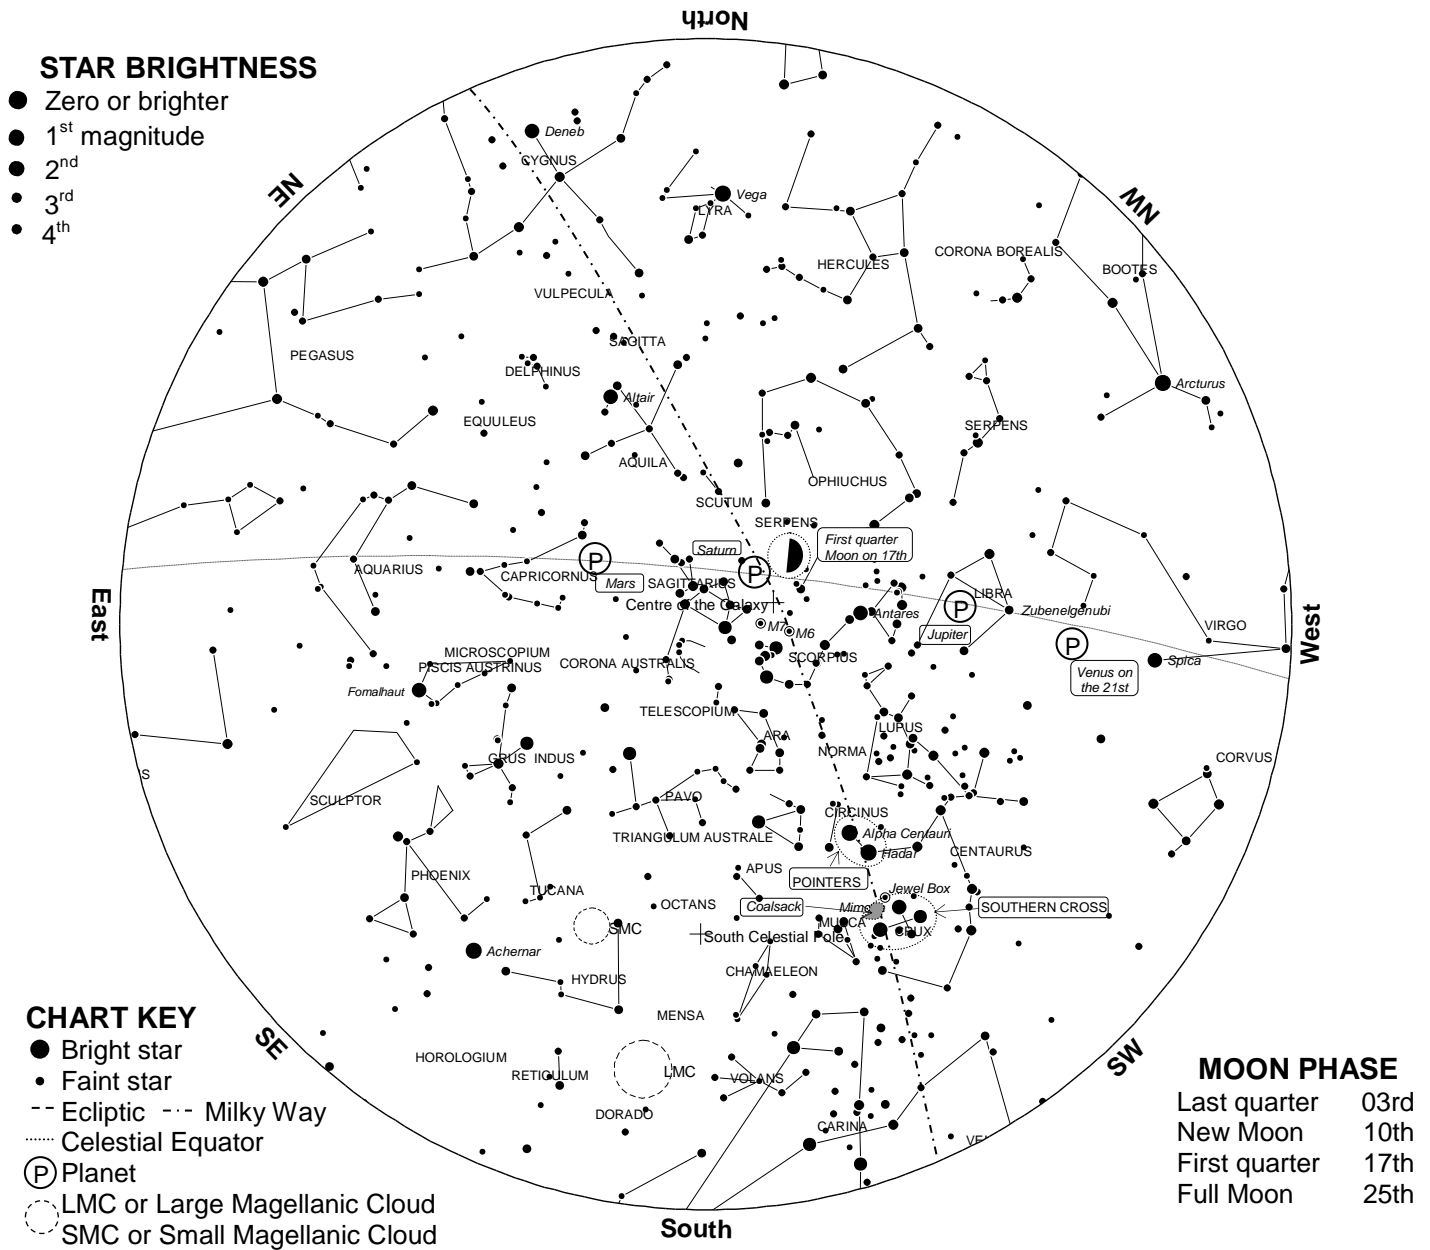 North
STAR BRIGHTNESS
Zero or brighter
1st magnitude
2nd
3rd
4th
NE
NW
Deneb
CYGNUS
Vega
LYRA
HERCULES
CORONA BOREALIS
BOOTES
VULPECULA
SAGITTA
PEGASUS
DELPHINUS
Altair
Arcturus
EQUULEUS
SERPENS
AQUILA
OPHIUCHUS
SCUTUM
SERPENS
First quarter
Moon on 17th
Saturn
P
P
AQUARIUS
CAPRICORNUS
Mars
SAGITTARIUS
LIBRA
Centre of the Galaxy
P
Antares
Zubenelgenubi
East
M7
M6
Jupiter
VIRGO
West
P
MICROSCOPIUM
PISCIS AUSTRINUS
CORONA AUSTRALIS
SCORPIUS
Spica
Venus on
the 21st
Fomalhaut
TELESCOPIUM
ARA
LUPUS
NORMA
GRUS
INDUS
CORVUS
S
SCULPTOR
PAVO
CIRCINUS
TRIANGULUM AUSTRALE
Alpha Centauri
Hadar
CENTAURUS
PHOENIX
APUS
POINTERS
TUCANA
Jewel Box
OCTANS
Coalsack
Mimosa
SOUTHERN CROSS
SMC
MUSCA
CRUX
South Celestial Pole
Achernar
CHAMAELEON
HYDRUS
MENSA
CHART KEY
Bright star
Faint star
Ecliptic
Milky Way
Celestial Equator
P
Planet
LMC or Large Magellanic Cloud
SMC or Small Magellanic Cloud
SE
HOROLOGIUM
RETICULUM
LMC
VOLANS
DORADO
CARINA
VE
SW
South
MOON PHASE
Last quarter 03rd
New Moon 10th
First quarter 17th
Full Moon 25th